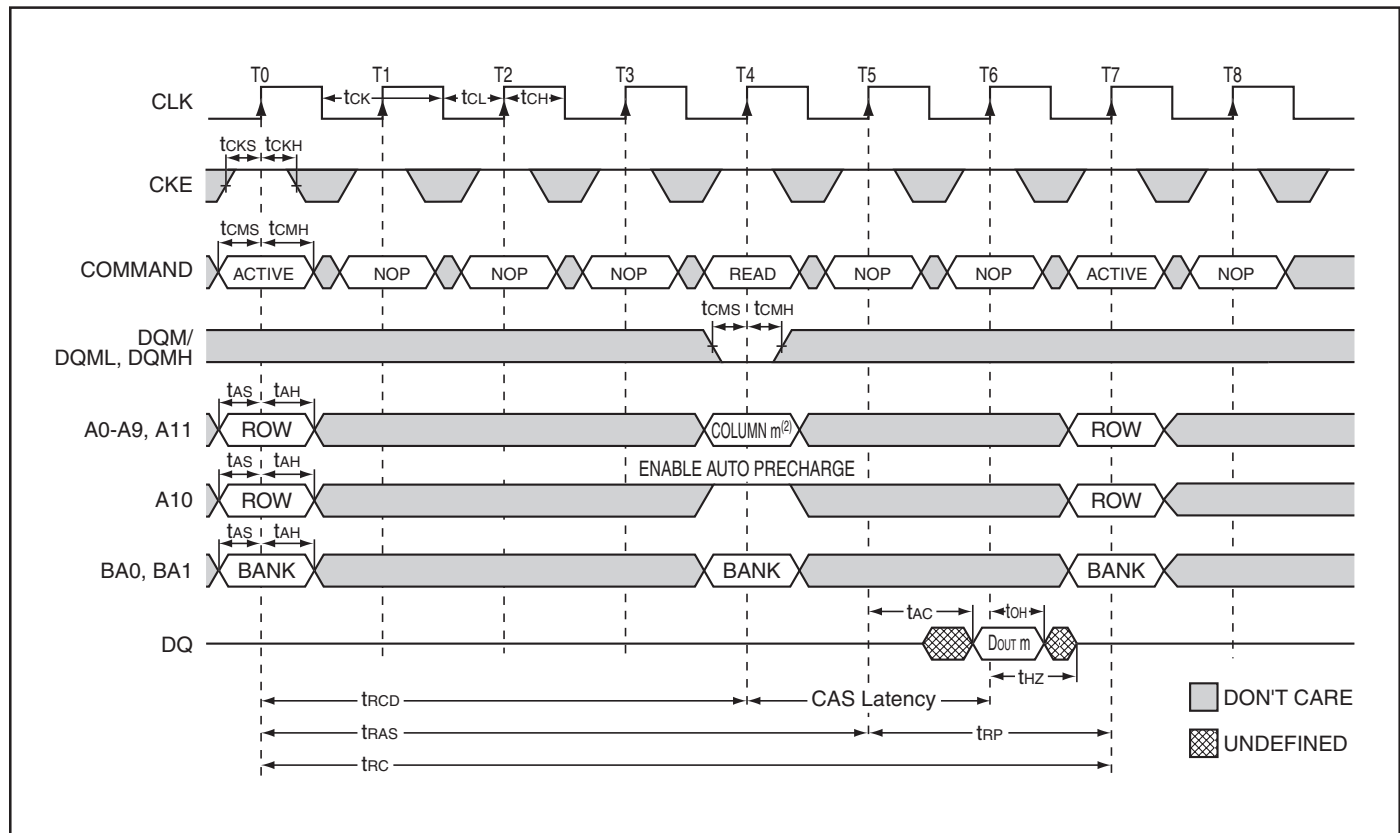 T0 T1 T2 T3 T4 T5 T6 T7 T8
CLK tCK tCL tCH
tCKS tCKH
CKE
tCMS tCMH
COMMAND ACTIVE NOP NOP NOP READ NOP NOP ACTIVE NOP
tCMS tCMH
DQM/
DQML, DQMH
tAS tAH
A0-A9, A11 ROW COLUMN m(2) ROW
tAS tAH ENABLE AUTO PRECHARGE
A10 ROW ROW
tAS tAH
BA0, BA1 BANK BANK BANK
tAC tOH
DQ DOUT m
tHZ
tRCD CAS Latency
DON'T CARE
tRAS tRP
UNDEFINED
tRC